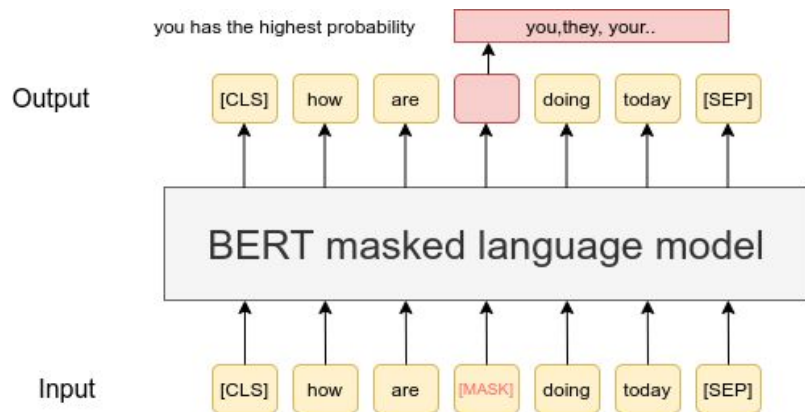 you has the highest probability you,they, your..
Output [CLS] how are doing today [SEP]
BERT masked language model
Input [CLS] how are [MASK] doing today [SEP]